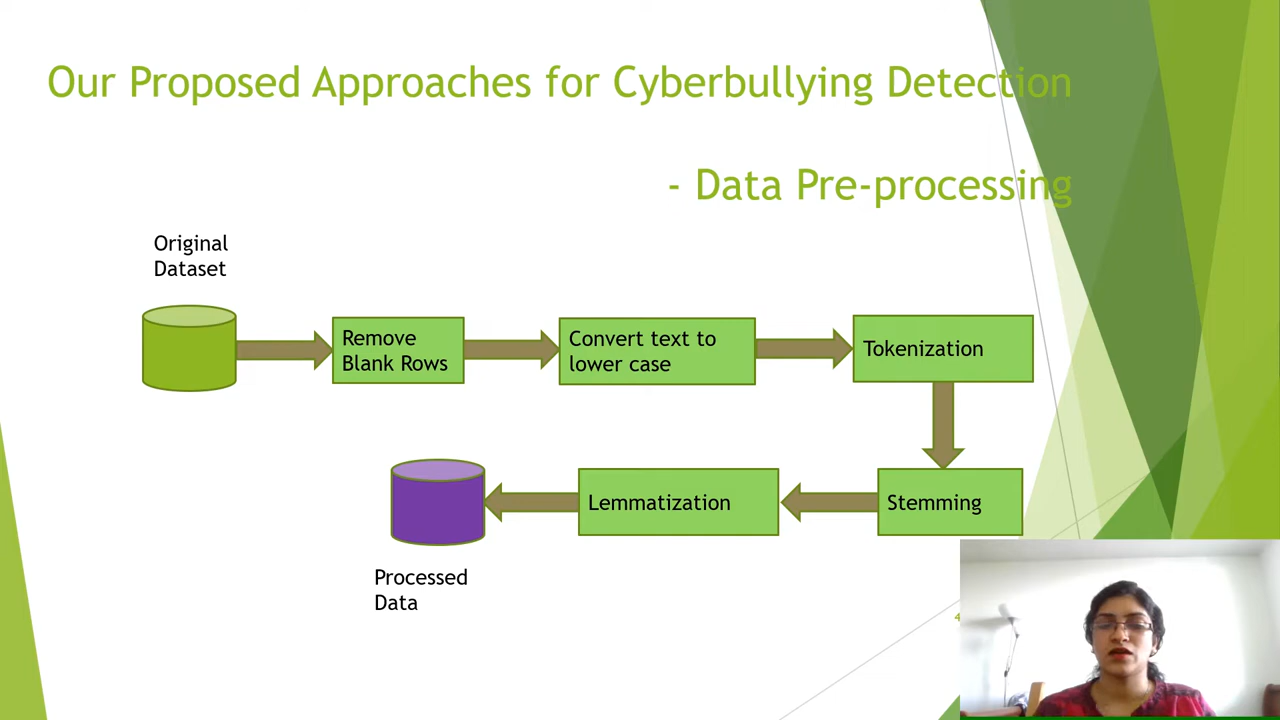 Our Proposed Approaches for Cyberbullying Detection
- Data Pre-processing
Original
Dataset
Remove
Blank Rows
Convert text to
lower case
Tokenization
Stemming
Lemmatization
Processed
Data
4